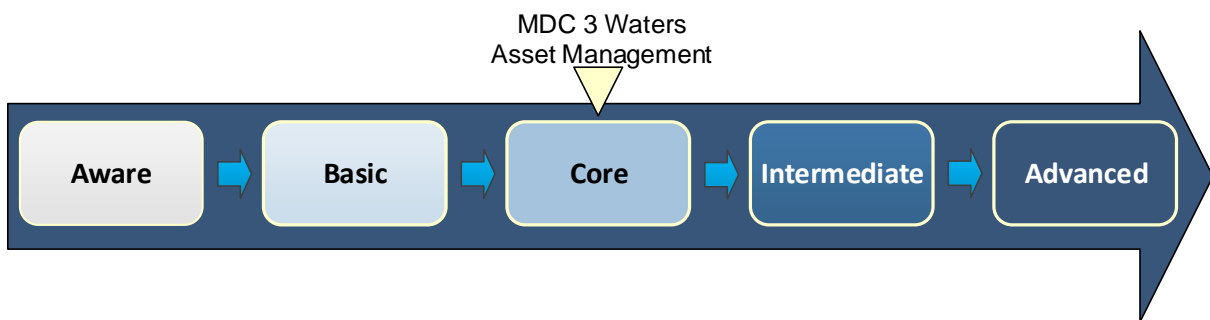 MDC 3 Waters
Asset Management
Aware
Basic
Core
Intermediate
Advanced